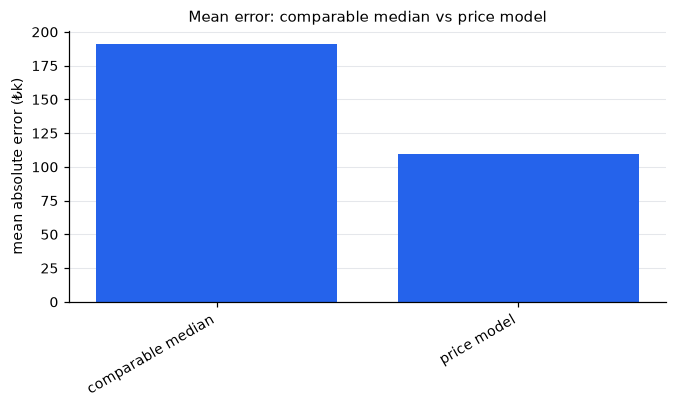 Mean error: comparable median vs price model
mean absolute error (₺k)
200
175
150
125
100
75
50
25
0
comparable median
price model